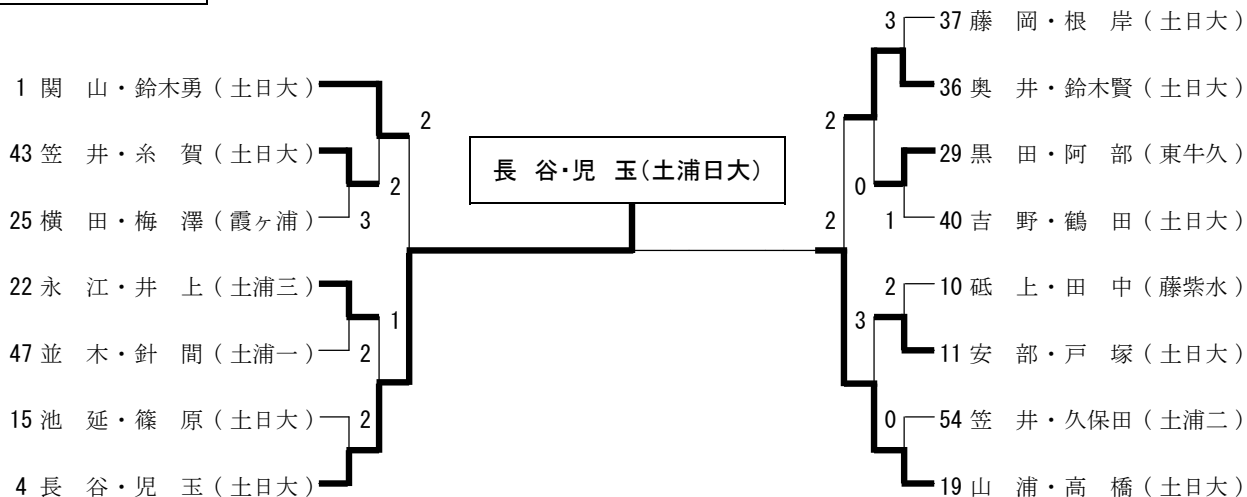 1 関　山・鈴木勇（土日大）
43 笠　井・糸　賀（土日大）
25 横　田・梅　澤（霞ヶ浦）
22 永　江・井　上（土浦三）
47 並　木・針　間（土浦一）
15 池　延・篠　原（土日大）
4 長　谷・児　玉（土日大）
2
2
3
1
2
2
長　谷・児　玉(土浦日大)
3
2
0
1
2
2
3
0
37 藤　岡・根　岸（土日大）
36 奥　井・鈴木賢（土日大）
29 黒　田・阿　部（東牛久）
40 吉　野・鶴　田（土日大）
10 砥　上・田　中（藤紫水）
11 安　部・戸　塚（土日大）
54 笠　井・久保田（土浦二）
19 山　浦・高　橋（土日大）